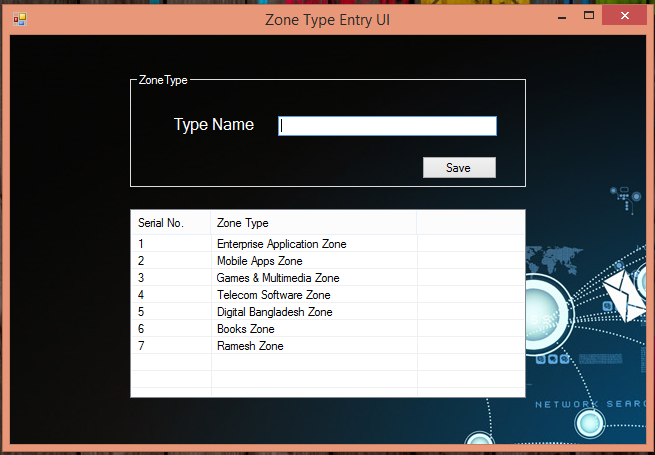 Zone Type Entry UI
ZoneType
Type Name
Save
Serial No. Zone Type
1 Enterprise Application Zone
2 Mobile Apps Zone
3 Games & Multimedia Zone
4 Telecom Software Zone
5 Digital Bangladesh Zone
6 Books Zone
7 Ramesh Zone
NETWORK SEARC